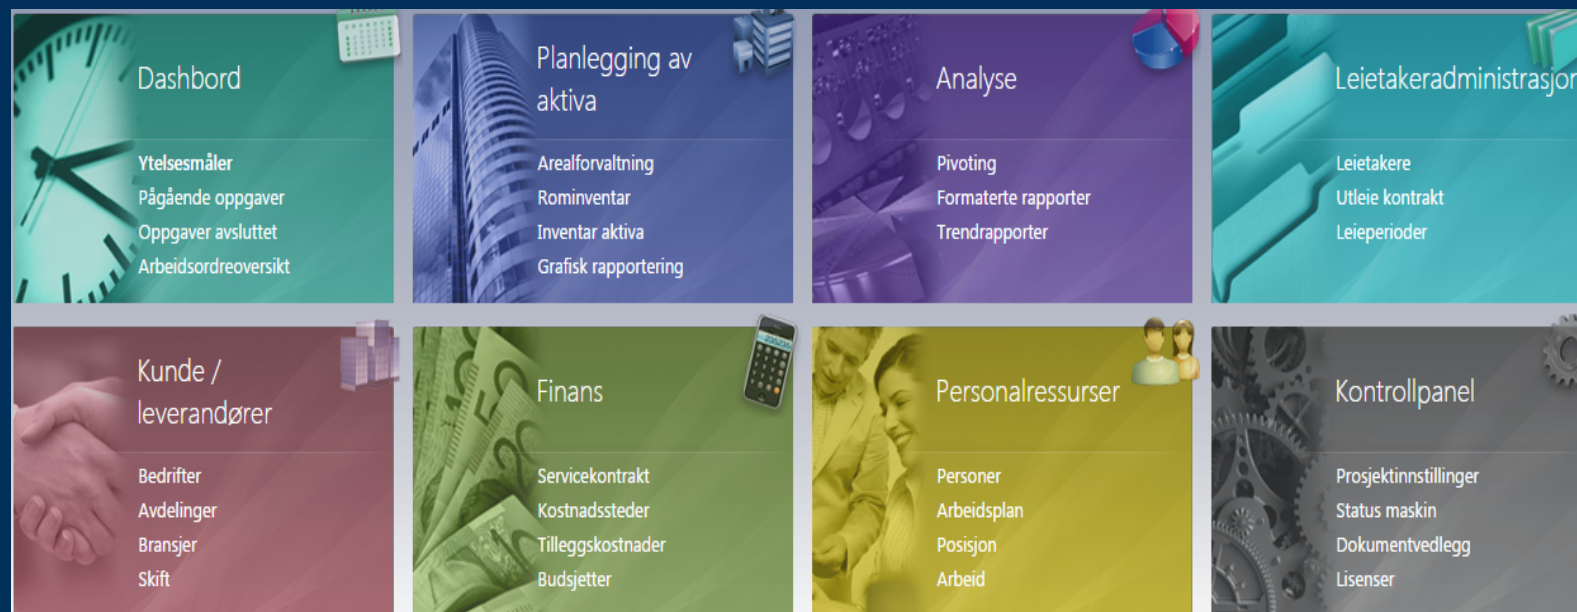 Dashbord
Ytelsesmåler
Pågående oppgaver
Oppgaver avsluttet
Arbeidsordreoversikt
Planlegging av
aktiva
Arealforvaltning
Rominventar
Inventar aktiva
Grafisk rapportering
Analyse
Pivoting
Formaterte rapporter
Trendrapporter
Leietakeradministrasjon
Leietakere
Utleie kontrakt
Leieperioder
Kunde /
leverandører
Bedrifter
Avdelinger
Bransjer
Skift
Finans
Servicekontrakt
Kostnadssteder
Tilleggskostnader
Budsjetter
Personalressurser
Personer
Arbeidsplan
Posisjon
Arbeid
Kontrollpanel
Prosjektinnstillinger
Status maskin
Dokumentvedlegg
Lisenser